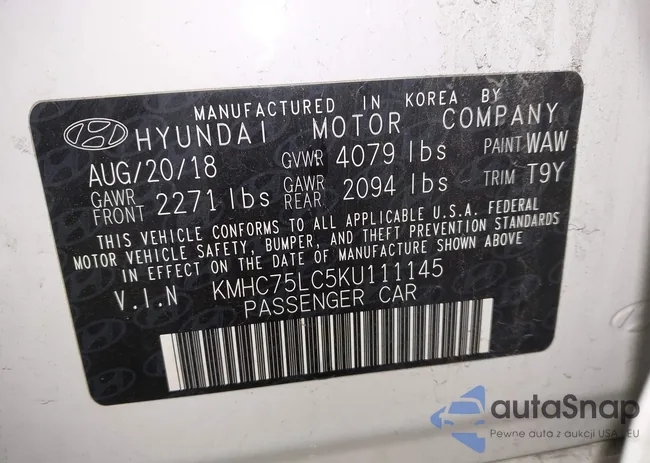 MANUFACTURED IN KOREA BY
HYUNDAI MOTOR COMPANY
AUG/20/18 GVWR 4079 lbs PAINT WAW
GAWR FRONT 2271 lbs GAWR REAR 2094 lbs TRIM T9Y
THIS VEHICLE CONFORMS TO ALL APPLICABLE U.S.A. FEDERAL
MOTOR VEHICLE SAFETY, BUMPER, AND THEFT PREVENTION STANDARDS
IN EFFECT ON THE DATE OF MANUFACTURE SHOWN ABOVE
V.I.N KMHC75LC5KU111145
PASSENGER CAR
autaSnap
Pewne auta z aukcji USA i EU